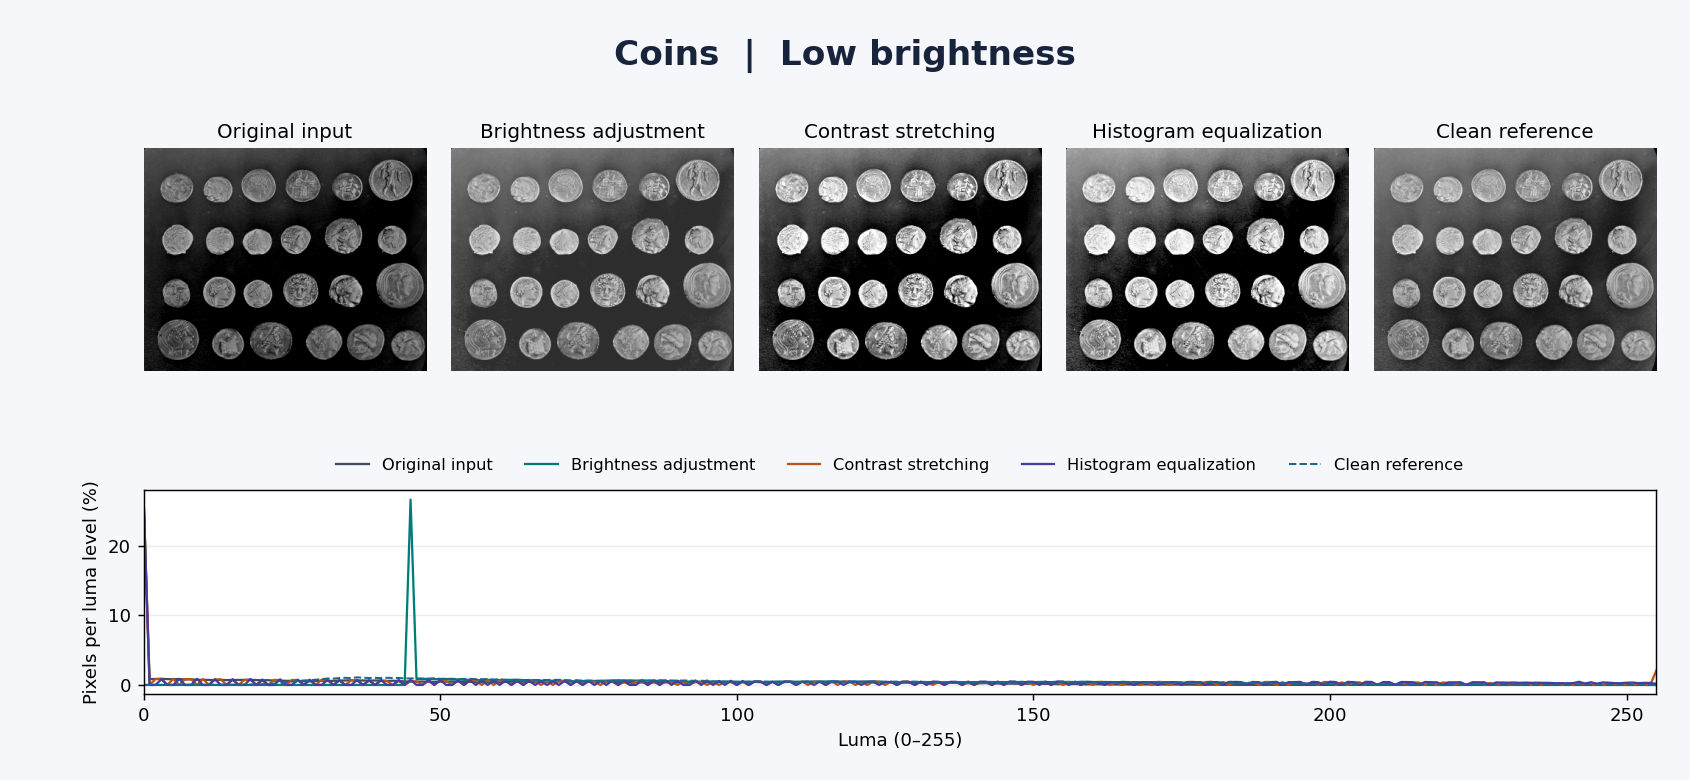 Coins | Low brightness
Original input
Brightness adjustment
Contrast stretching
Histogram equalization
Clean reference
Original input
Brightness adjustment
Contrast stretching
Histogram equalization
Clean reference
Pixels per luma level (%)
20
10
0
0
50
100
150
200
250
Luma (0–255)